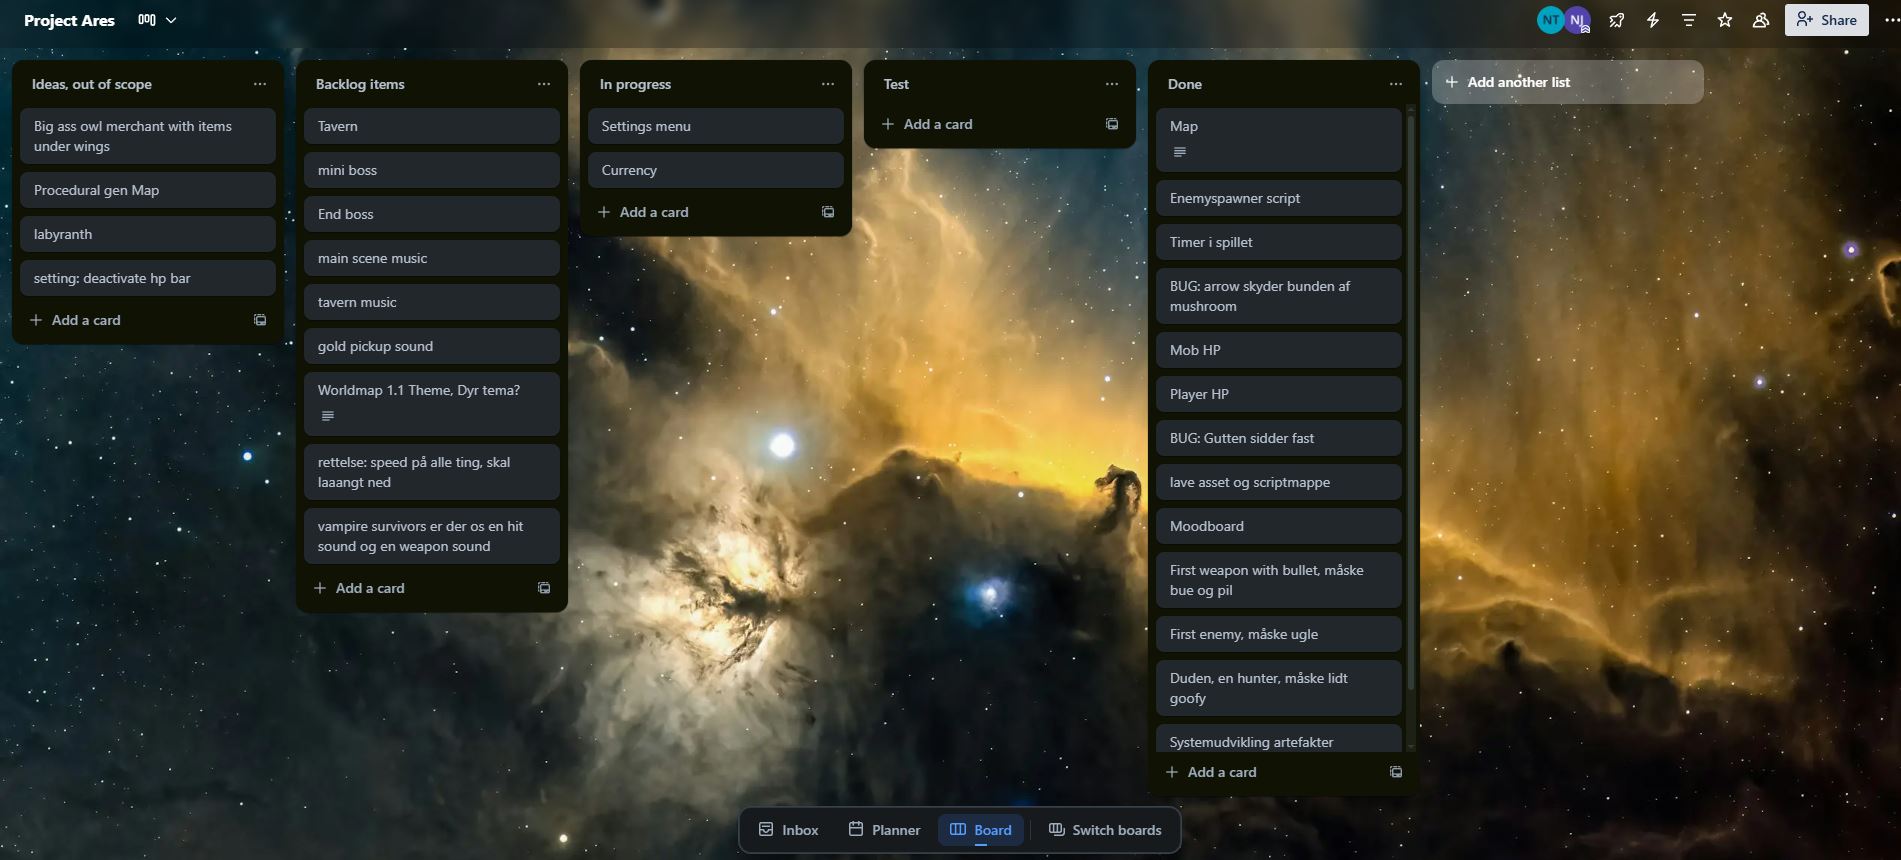 Project Ares
NT
NJ
Share
Ideas, out of scope
Big ass owl merchant with items
under wings
Procedural gen Map
labyranth
setting: deactivate hp bar
Add a card
Backlog items
Tavern
mini boss
End boss
main scene music
tavern music
gold pickup sound
Worldmap 1.1 Theme, Dyr tema?
rettelse: speed på alle ting, skal
laaangt ned
vampire survivors er der os en hit
sound og en weapon sound
Add a card
In progress
Settings menu
Currency
Add a card
Test
Add a card
Done
Map
Enemyspawner script
Timer i spillet
BUG: arrow skyder bunden af
mushroom
Mob HP
Player HP
BUG: Gutten sidder fast
lave asset og scriptmappe
Moodboard
First weapon with bullet, måske
bue og pil
First enemy, måske ugle
Duden, en hunter, måske lidt
goofy
Systemudvikling artefakter
Add a card
Add another list
Inbox
Planner
Board
Switch boards